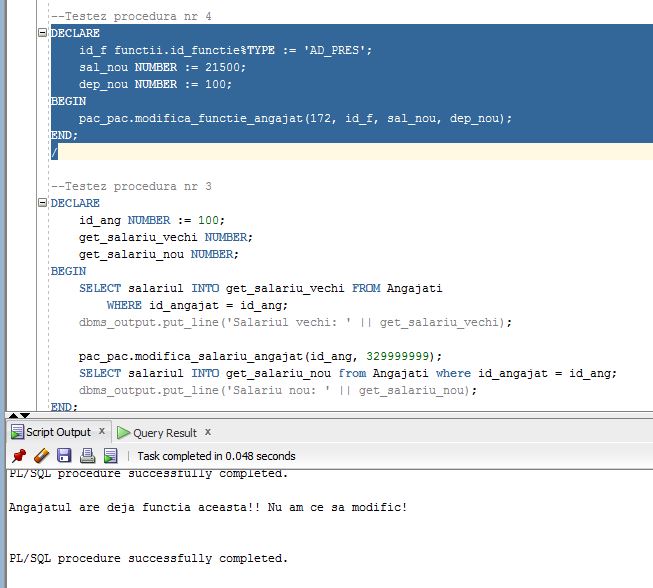 --Testez procedura nr 4
DECLARE
id_f functii.id_functie%TYPE := 'AD_PRES';
sal_nou NUMBER := 21500;
dep_nou NUMBER := 100;
BEGIN
pac_pac.modifica_functie_angajat(172, id_f, sal_nou, dep_nou);
END;
/
--Testez procedura nr 3
DECLARE
id_ang NUMBER := 100;
get_salariu_vechi NUMBER;
get_salariu_nou NUMBER;
BEGIN
SELECT salariul INTO get_salariu_vechi FROM Angajati
WHERE id_angajat = id_ang;
dbms_output.put_line('Salariul vechi: ' || get_salariu_vechi);
pac_pac.modifica_salariu_angajat(id_ang, 329999999);
SELECT salariul INTO get_salariu_nou from Angajati where id_angajat = id_ang;
dbms_output.put_line('Salariu nou: ' || get_salariu_nou);
END;
Script Output x Query Result x
Task completed in 0.048 seconds
PL/SQL procedure successfully completed.
Angajatul are deja functia aceasta!! Nu am ce sa modific!
PL/SQL procedure successfully completed.